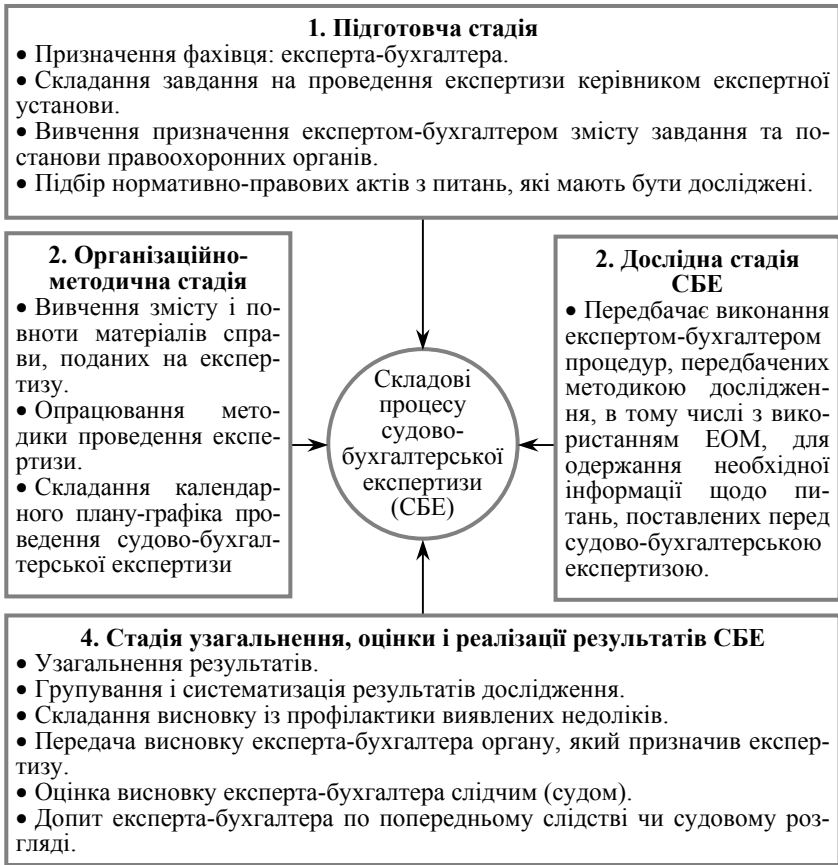 1. Підготовча стадія
• Призначення фахівця: експерта-бухгалтера.
• Складання завдання на проведення експертизи керівником експертної
установи.
• Вивчення призначення експертом-бухгалтером змісту завдання та по-
станови правоохоронних органів.
• Підбір нормативно-правових актів з питань, які мають бути досліджені.
2. Організаційно-
методична стадія
• Вивчення змісту і по-
вноти матеріалів спра-
ви, поданих на експер-
тизу.
• Опрацювання мето-
дики проведення експе-
ртизи.
• Складання календар-
ного плану-графіка про-
ведення судово-бухгал-
терської експертизи
Складові
процесу
судово-
бухгалтерської
експертизи
(СБЕ)
2. Дослідна стадія
СБЕ
• Передбачає виконання
експертом-бухгалтером
процедур, передбачених
методикою дослідження-
ня, в тому числі з вико-
ристанням ЕОМ, для
одержання необхідної
інформації щодо пи-
тань, поставлених перед
судово-бухгалтерською
експертизою.
4. Стадія узагальнення, оцінки і реалізації результатів СБЕ
• Узагальнення результатів.
• Групування і систематизація результатів дослідження.
• Складання висновку із профілактики виявлених недоліків.
• Передача висновку експерта-бухгалтера органу, який призначив експер-
тизу.
• Оцінка висновку експерта-бухгалтера слідчим (судом).
• Допит експерта-бухгалтера по попередньому слідстві чи судовому роз-
гляді.